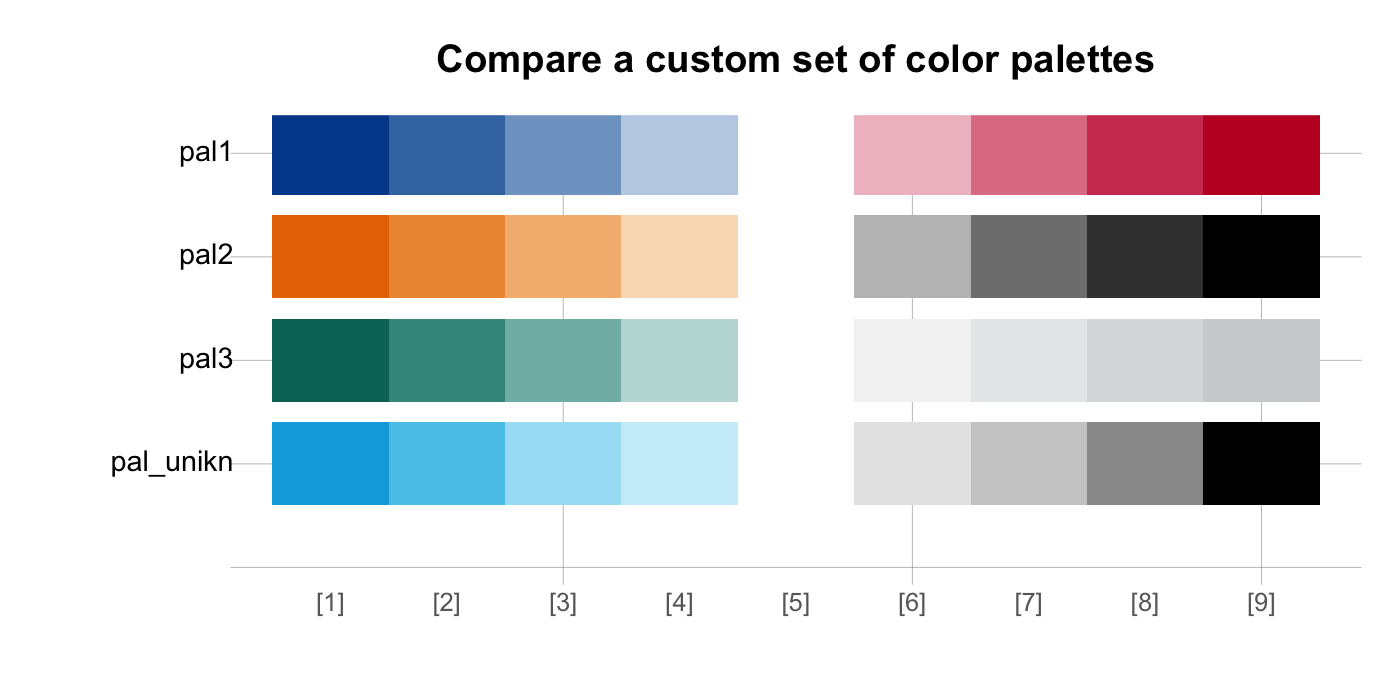 Compare a custom set of color palettes
pal1
pal2
pal3
pal_unikn
[1] [2] [3] [4] [5] [6] [7] [8] [9]